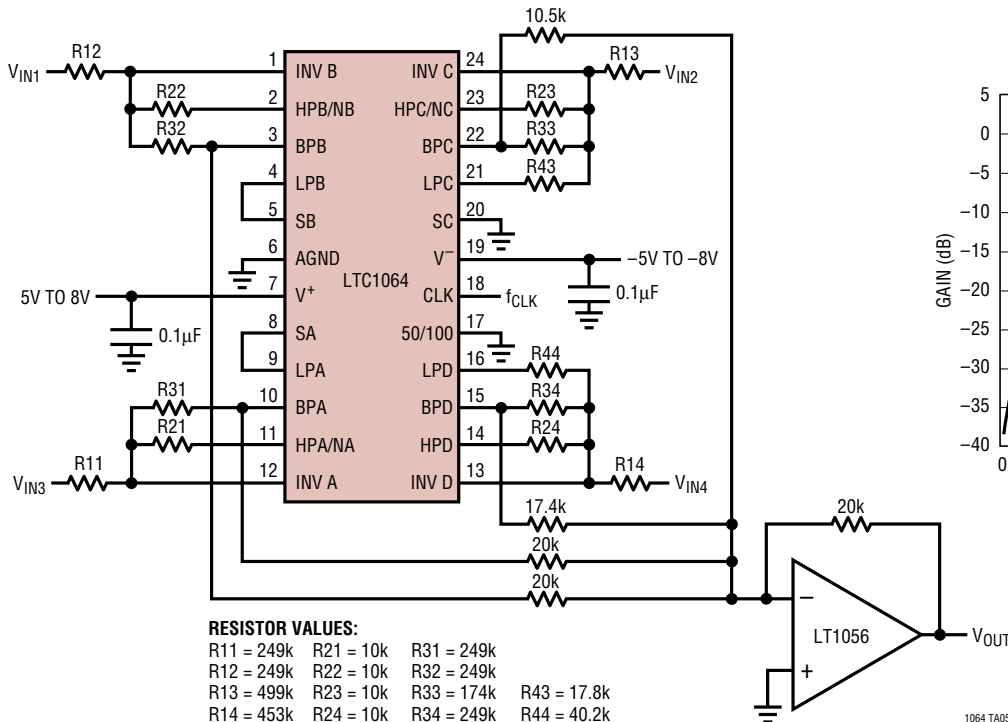 10.5k
R12
R13
V_IN1
V_IN2
1 INV B
INV C 24
R22
2 HPB/NB
HPC/NC 23
R23
R32
3 BPB
BPC 22
R33
4 LPB
LPC 21
R43
5 SB
SC 20
6 AGND
V− 19
–5V TO –8V
LTC1064
5V TO 8V
7 V+
CLK 18
f_CLK
0.1µF
0.1µF
8 SA
50/100 17
9 LPA
LPD 16
R44
R31
10 BPA
BPD 15
R34
R21
11 HPA/NA
HPD 14
R24
V_IN3
R11
12 INV A
INV D 13
R14
V_IN4
17.4k
20k
20k
20k
–
+
LT1056
V_OUT
RESISTOR VALUES:
R11 = 249k R21 = 10k R31 = 249k
R12 = 249k R22 = 10k R32 = 249k
R13 = 499k R23 = 10k R33 = 174k R43 = 17.8k
R14 = 453k R24 = 10k R34 = 249k R44 = 40.2k
GAIN (dB)
5
0
–5
–10
–15
–20
–25
–30
–35
–40
0